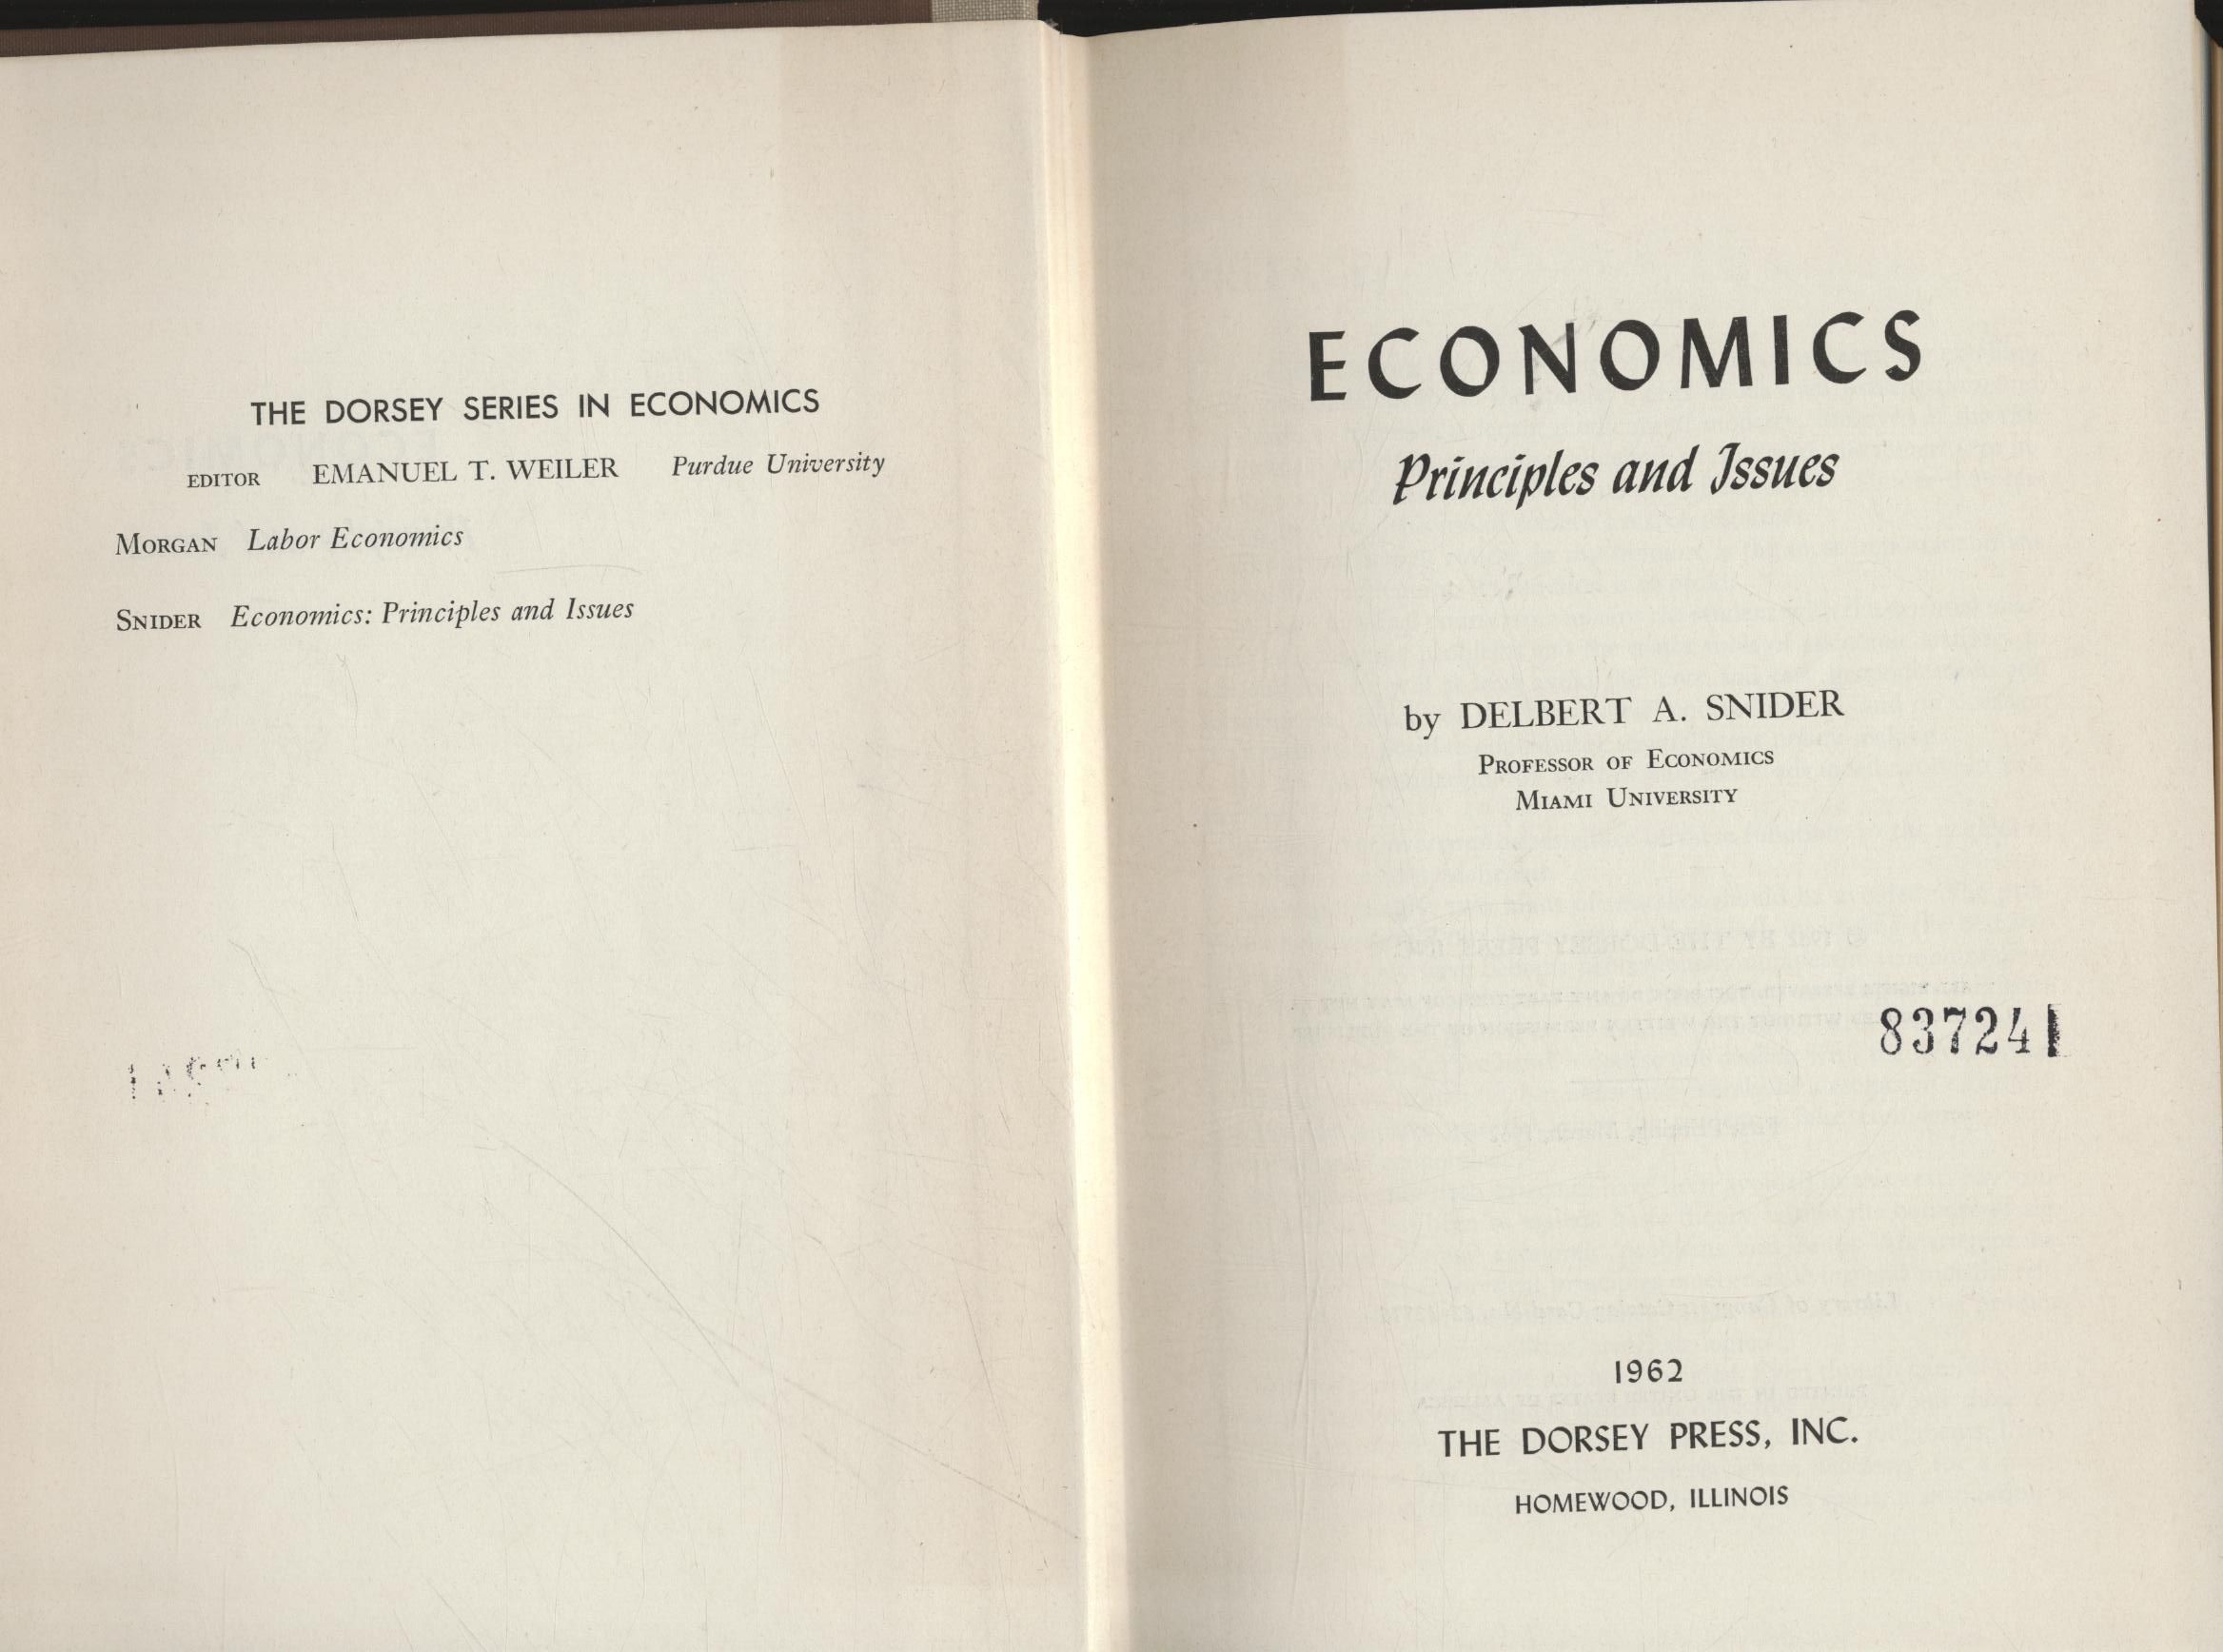 THE DORSEY SERIES IN ECONOMICS
EDITOR EMANUEL T. WEILER Purdue University
MORGAN Labor Economics
SNIDER Economics: Principles and Issues
ECONOMICS
Principles and Issues
by DELBERT A. SNIDER
PROFESSOR OF ECONOMICS
MIAMI UNIVERSITY
837241
1962
THE DORSEY PRESS, INC.
HOMEWOOD, ILLINOIS